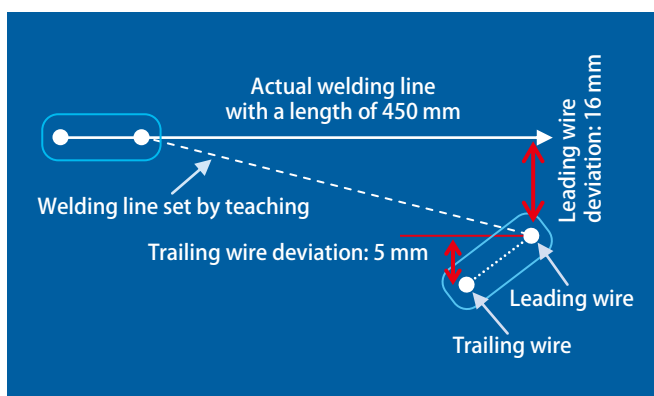 Actual welding line
with a length of 450 mm
Leading wire
deviation: 16 mm
Welding line set by teaching
Trailing wire deviation: 5 mm
Leading wire
Trailing wire